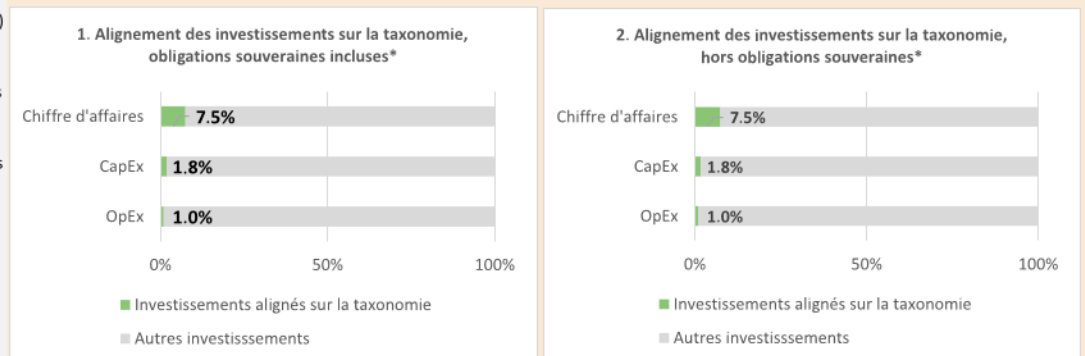 )
s
s
1. Alignement des investissements sur la taxonomie,
obligations souveraines incluses*
Chiffre d'affaires
7.5%
CapEx
1.8%
OpEx
1.0%
0%
50%
100%
Investissements alignés sur la taxonomie
Autres investisssements
2. Alignement des investissements sur la taxonomie,
hors obligations souveraines*
Chiffre d'affaires
7.5%
CapEx
1.8%
OpEx
1.0%
0%
50%
100%
Investissements alignés sur la taxonomie
Autres investisssements